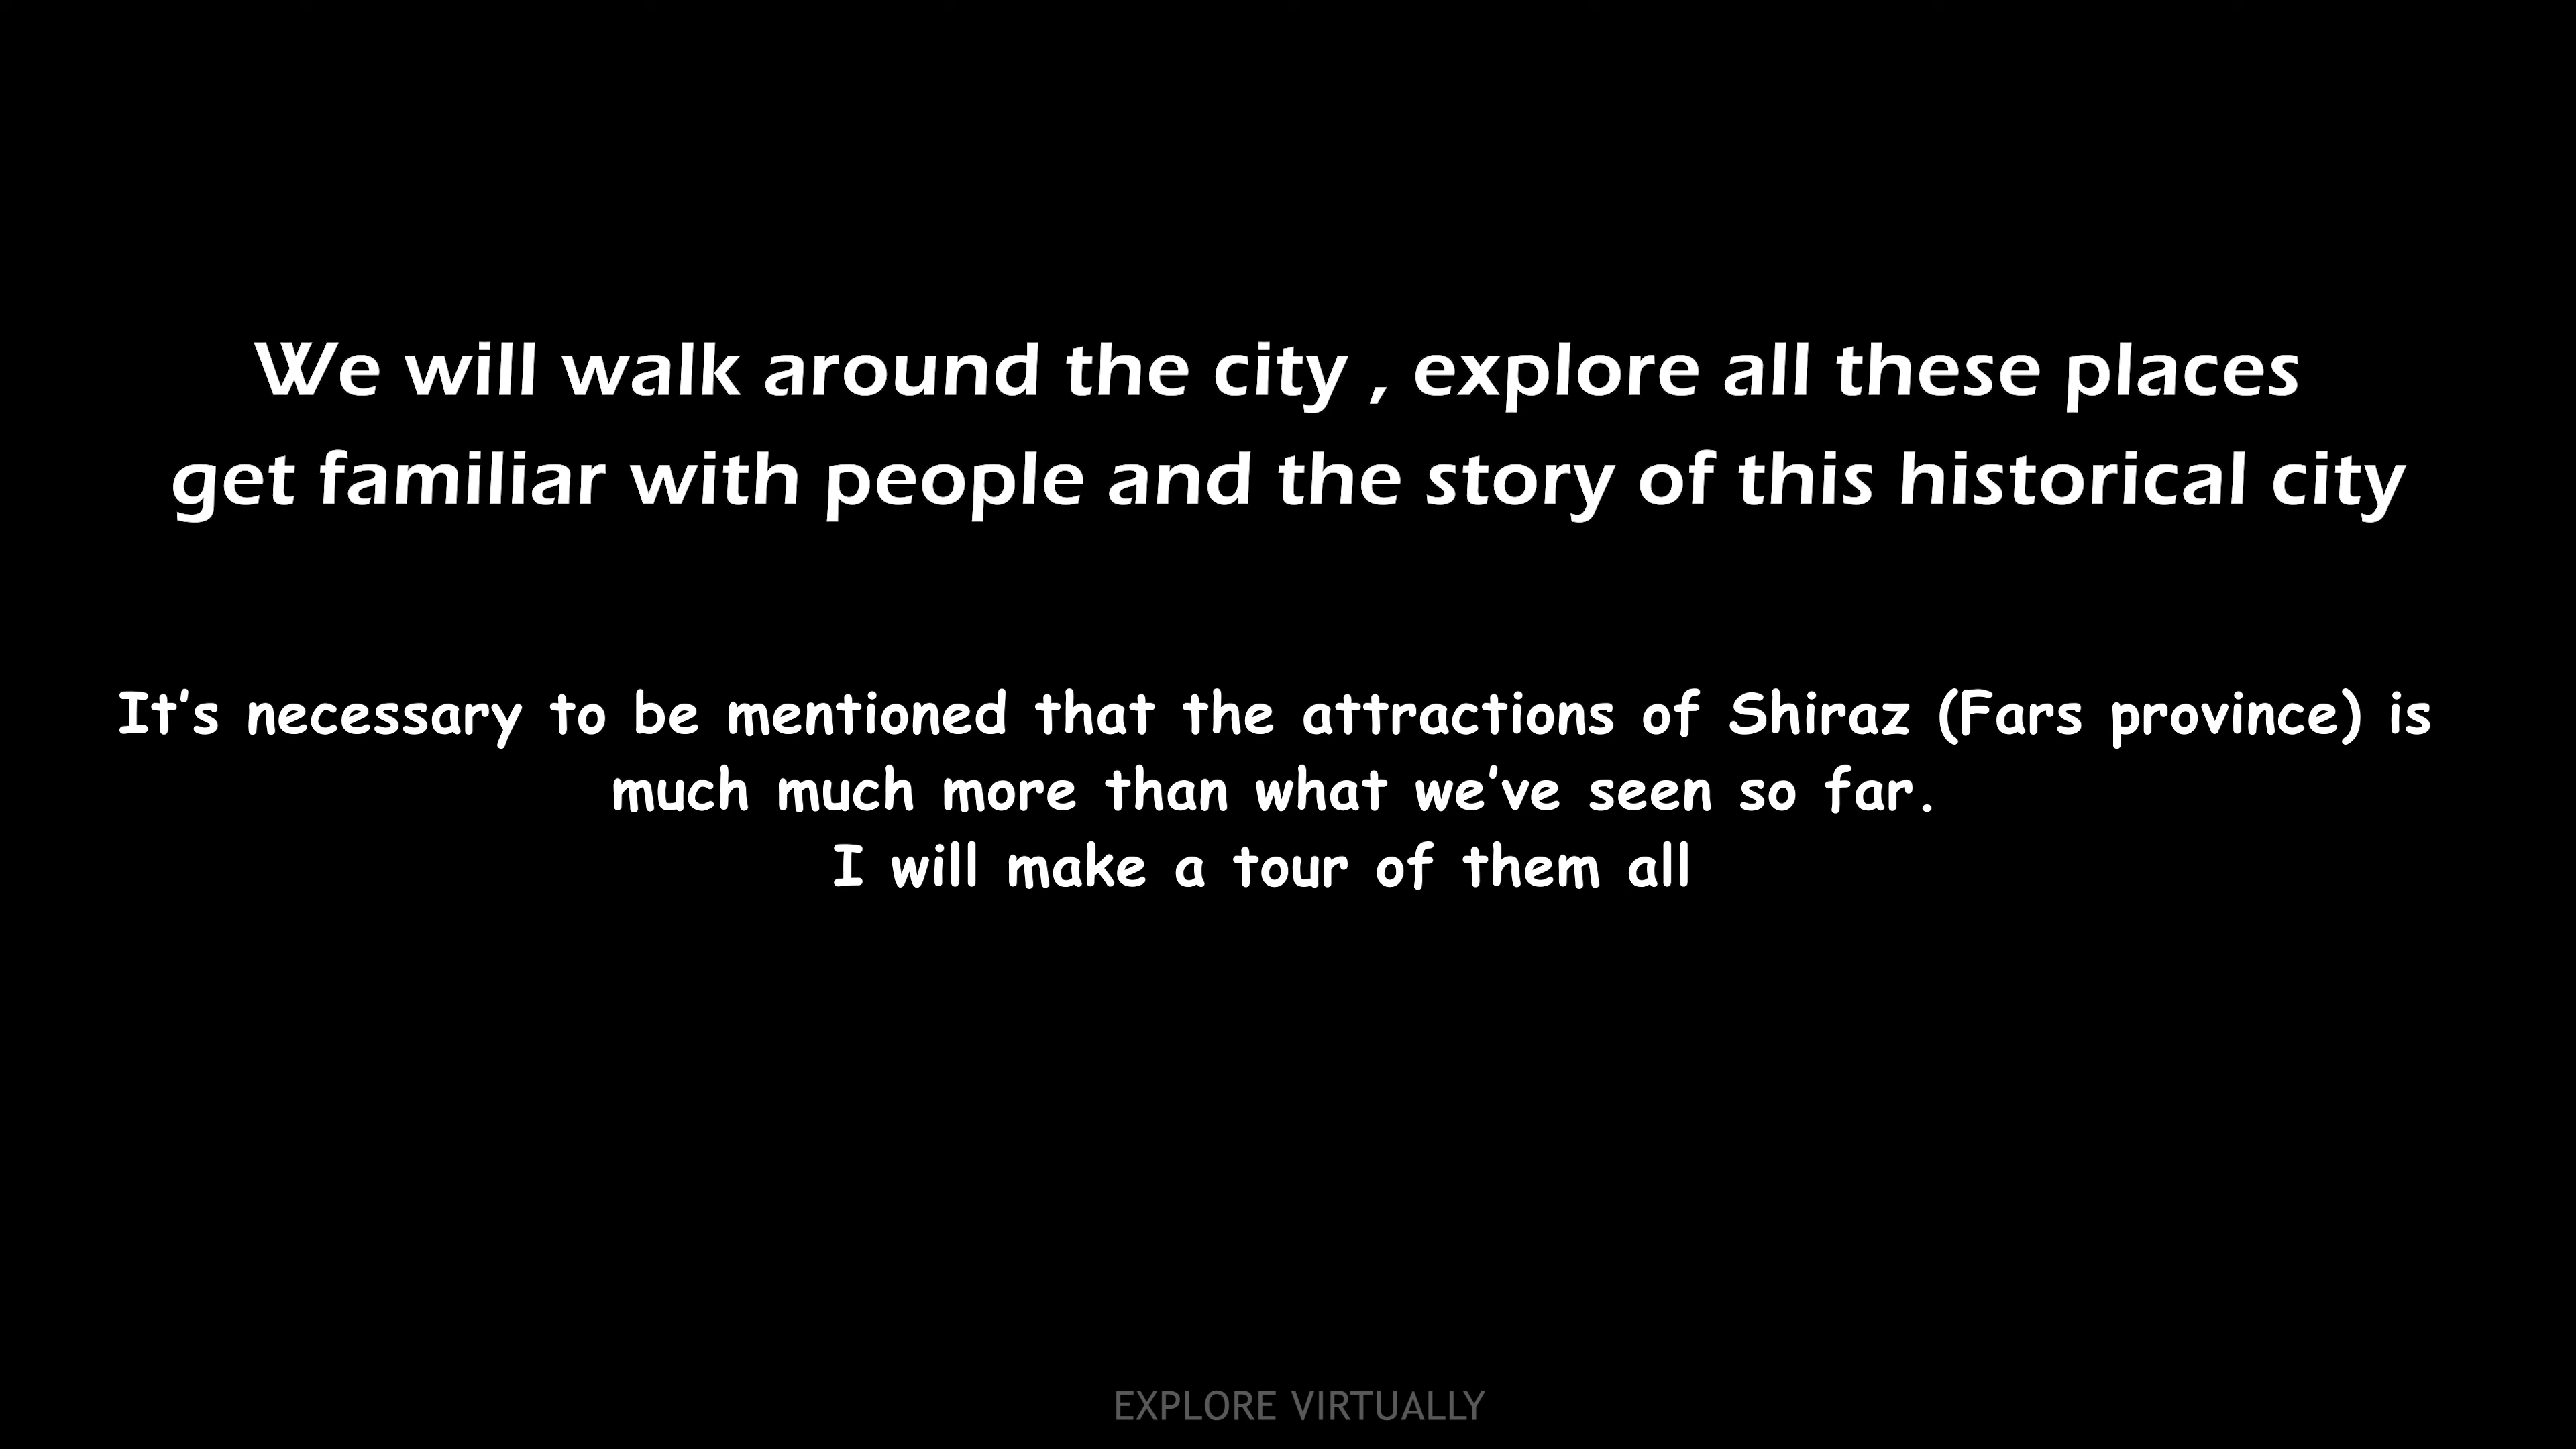 We will walk around the city , explore all these places
get familiar with people and the story of this historical city
It's necessary to be mentioned that the attractions of Shiraz (Fars province) is
much much more than what we've seen so far.
I will make a tour of them all
EXPLORE VIRTUALLY